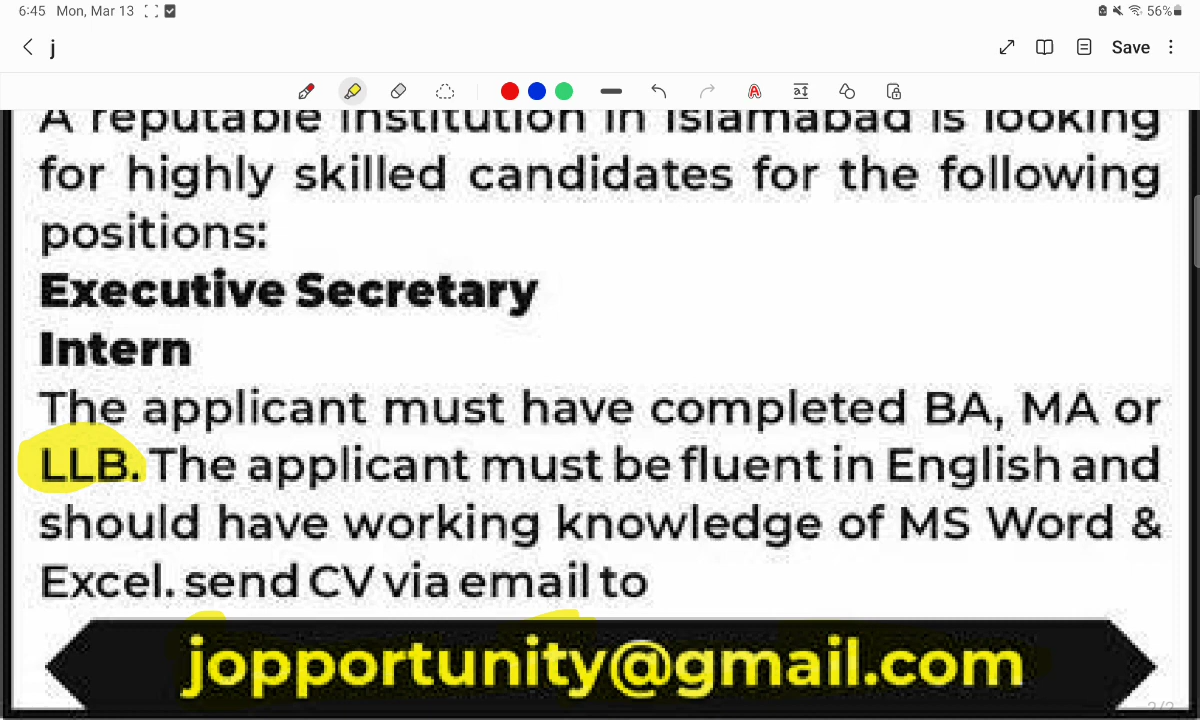 6:45 Mon, Mar 13 56%
j Save
A reputable institution in Islamabad is looking
for highly skilled candidates for the following
positions:
Executive Secretary
Intern
The applicant must have completed BA, MA or
LLB. The applicant must be fluent in English and
should have working knowledge of MS Word &
Excel. send CV via email to
jopportunity@gmail.com
2/2